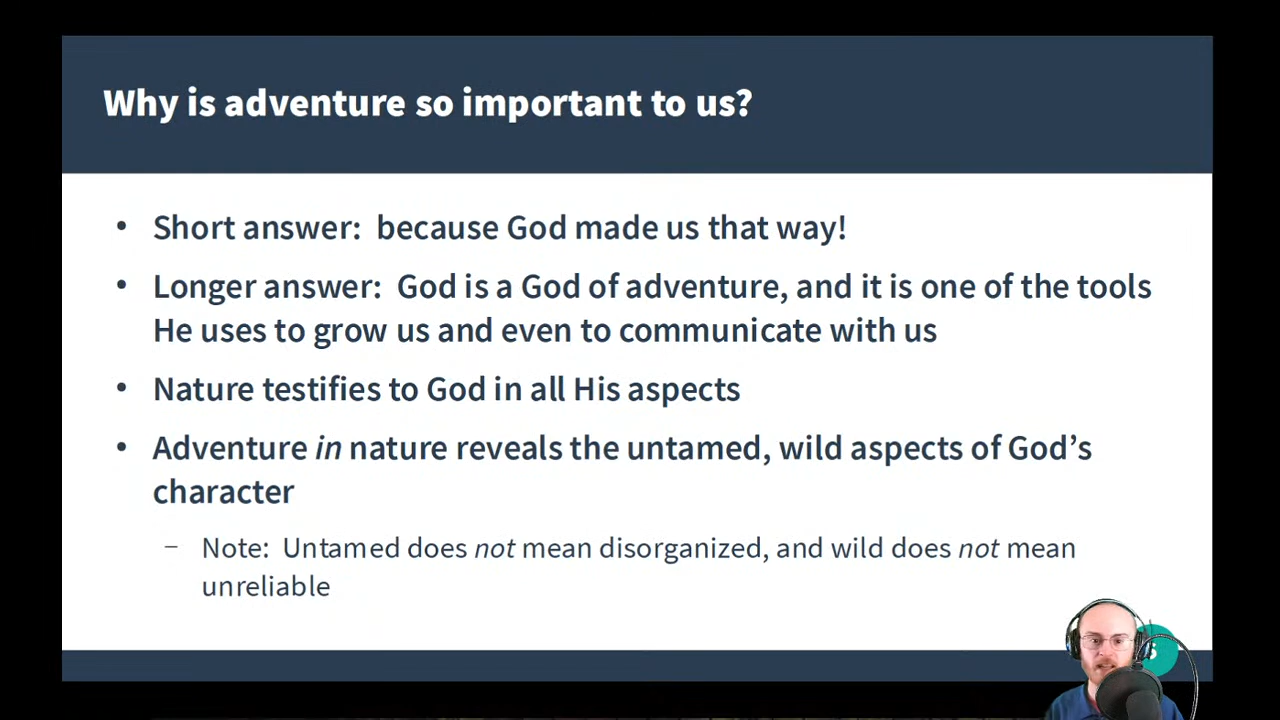 Why is adventure so important to us?
• Short answer:  because God made us that way!
• Longer answer:  God is a God of adventure, and it is one of the tools
He uses to grow us and even to communicate with us
• Nature testifies to God in all His aspects
• Adventure in nature reveals the untamed, wild aspects of God’s
character
– Note:  Untamed does not mean disorganized, and wild does not mean
unreliable